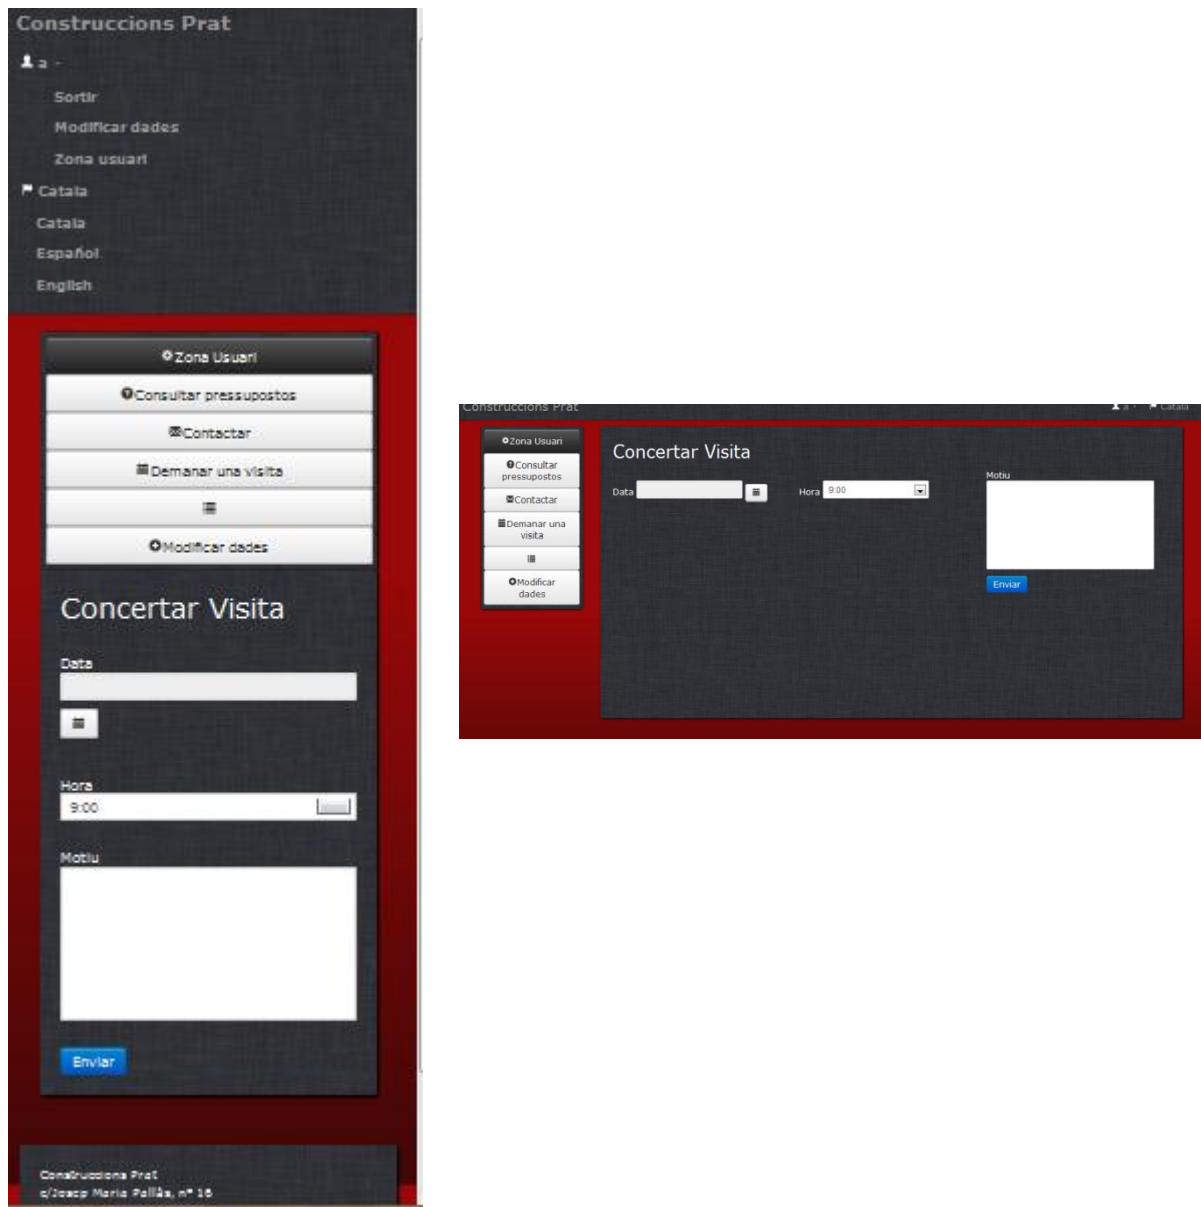 Construccions Prat
a
Sortir
Modificar dades
Zona usuari
Catala
Catala
Español
English
Zona Usuari
Consultar pressupostos
Contactar
Demanar una visita
Modificar dades
Concertar Visita
Data
Hora
9:00
Motiu
Enviar
Construccions Prat
c/Josep Maria Pallàs, nº 16
Construccions Prat
a
Catala
Zona Usuari
Consultar
pressupostos
Contactar
Demanar una
visita
Modificar
dades
Concertar Visita
Data
Hora 9:00
Motiu
Enviar